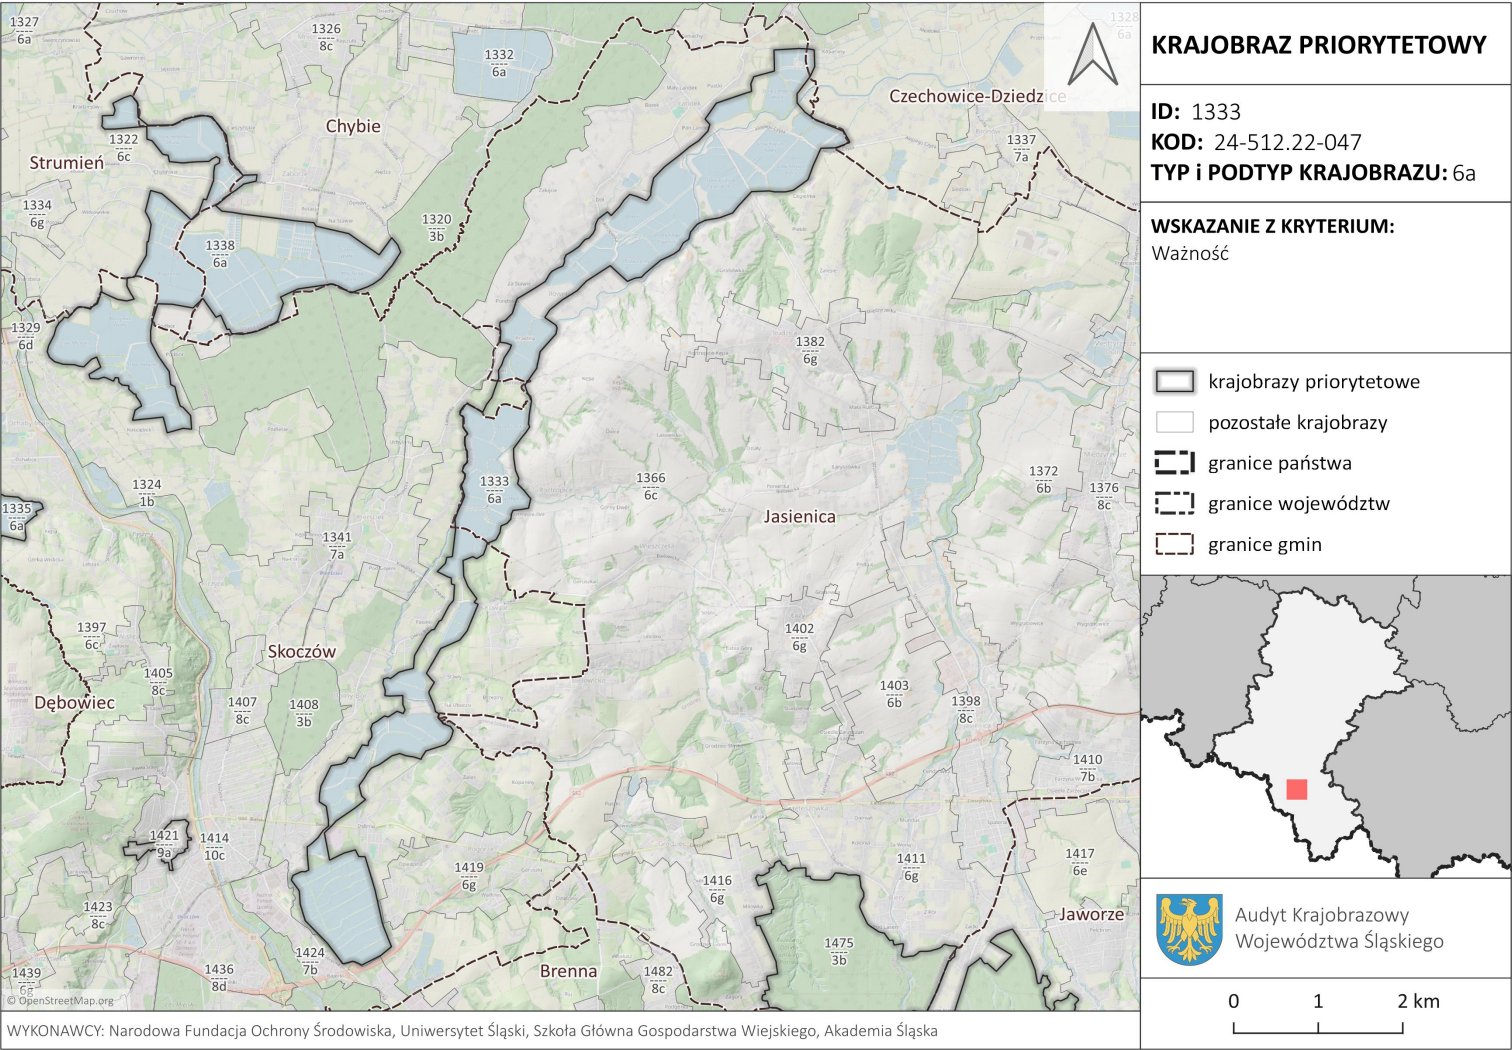 1327
6a
1326
8c
1332
6a
1328
6a
Czechowice-Dziedzice
Chybie
1322
6c
Strumień
1337
7a
1334
6g
1320
3b
1338
6a
1329
6d
1382
6g
1333
6a
1366
6c
1372
6b
1376
8c
1324
1b
1335
6a
Jasienica
1341
7a
1397
6c
1402
6g
Skoczów
1405
8c
Dębowiec
1407
8c
1408
3b
1403
6b
1398
8c
1410
7b
1421
9a
1414
10c
1419
6g
1411
6g
1417
6e
1416
6g
1423
8c
Jaworze
1475
3b
1424
7b
1439
6g
1436
8d
Brenna
1482
8c
© OpenStreetMap.org
WYKONAWCY: Narodowa Fundacja Ochrony Środowiska, Uniwersytet Śląski, Szkoła Główna Gospodarstwa Wiejskiego, Akademia Śląska
KRAJOBRAZ PRIORYTETOWY
ID: 1333
KOD: 24-512.22-047
TYP i PODTYP KRAJOBRAZU: 6a
WSKAZANIE Z KRYTERIUM:
Ważność
krajobrazy priorytetowe
pozostałe krajobrazy
granice państwa
granice województw
granice gmin
Audyt Krajobrazowy
Województwa Śląskiego
0 1 2 km